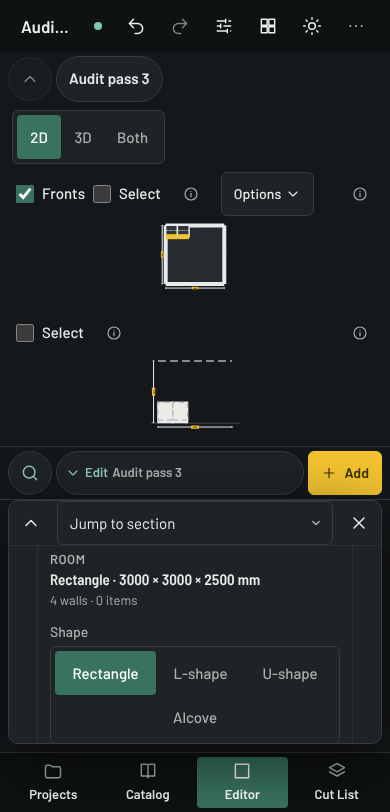 Audi...
Audit pass 3
2D 3D Both
Fronts Select Options
Select
Edit Audit pass 3 Add
Jump to section
ROOM
Rectangle · 3000 × 3000 × 2500 mm
4 walls · 0 items
Shape
Rectangle L-shape U-shape
Alcove
Projects Catalog Editor Cut List